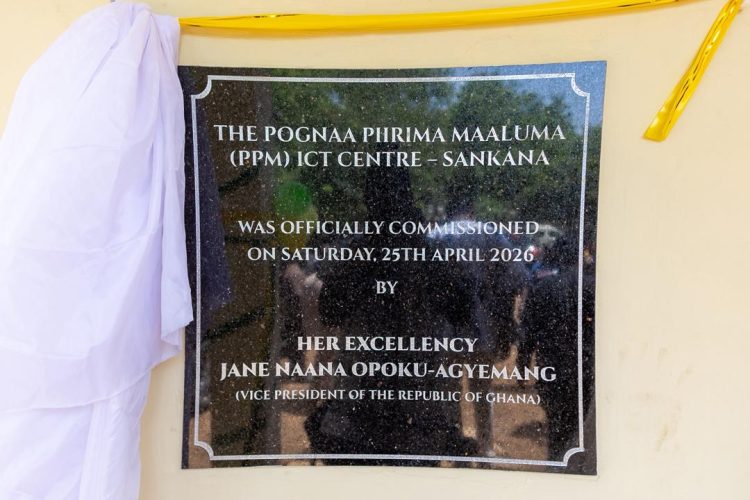 THE POGNAA PIIRIMA MAALUMA
(PPM) ICT CENTRE – SANKANA
WAS OFFICIALLY COMMISSIONED
ON SATURDAY, 25TH APRIL 2026
BY
HER EXCELLENCY
JANE NAANA OPOKU-AGYEMANG
(VICE PRESIDENT OF THE REPUBLIC OF GHANA)